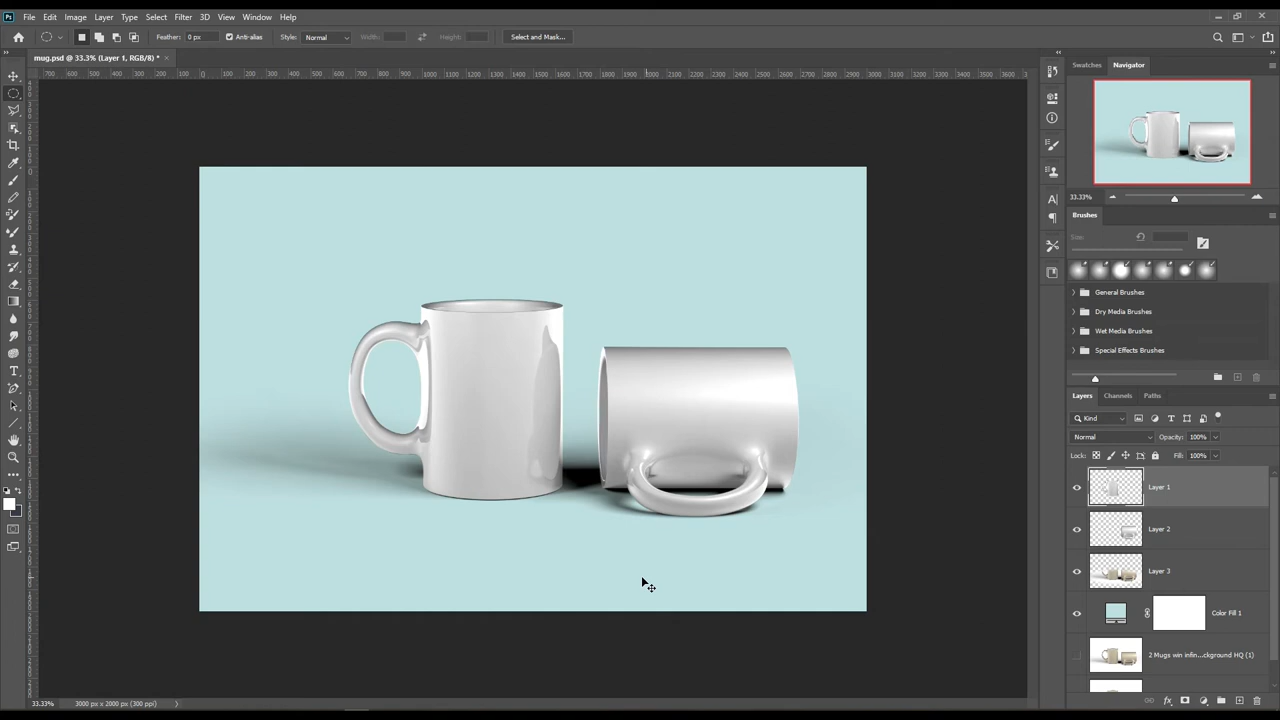 Ps File Edit Image Layer Type Select Filter 3D View Window Help
Feather: 0 px Anti-alias Style: Normal Width: Height: Select and Mask...
mug.psd @ 33.3% (Layer 1, RGB/8) * ×
Swatches Navigator
33.33%
Brushes
Size:
General Brushes
Dry Media Brushes
Wet Media Brushes
Special Effects Brushes
Layers Channels Paths
Kind
Normal Opacity: 100%
Lock: Fill: 100%
Layer 1
Layer 2
Layer 3
Color Fill 1
2 Mugs win infin...ckground HQ (1)
33.33% 3000 px x 2000 px (300 ppi)